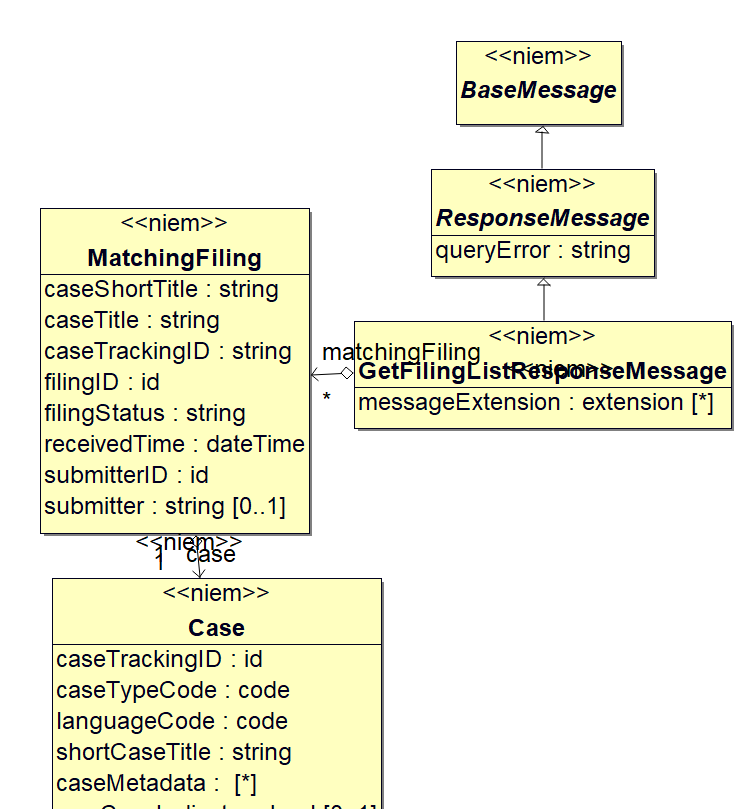 <<niem>>
BaseMessage
<<niem>>
ResponseMessage
queryError : string
<<niem>>
MatchingFiling
caseShortTitle : string
caseTitle : string
caseTrackingID : string
filingID : id
filingStatus : string
receivedTime : dateTime
submitterID : id
submitter : string [0..1]
matchingFiling
*
<<niem>>
<<niem>>
GetFilingListResponseMessage
messageExtension : extension [*]
<<niem>>
1 case
<<niem>>
Case
caseTrackingID : id
caseTypeCode : code
languageCode : code
shortCaseTitle : string
caseMetadata : [*]